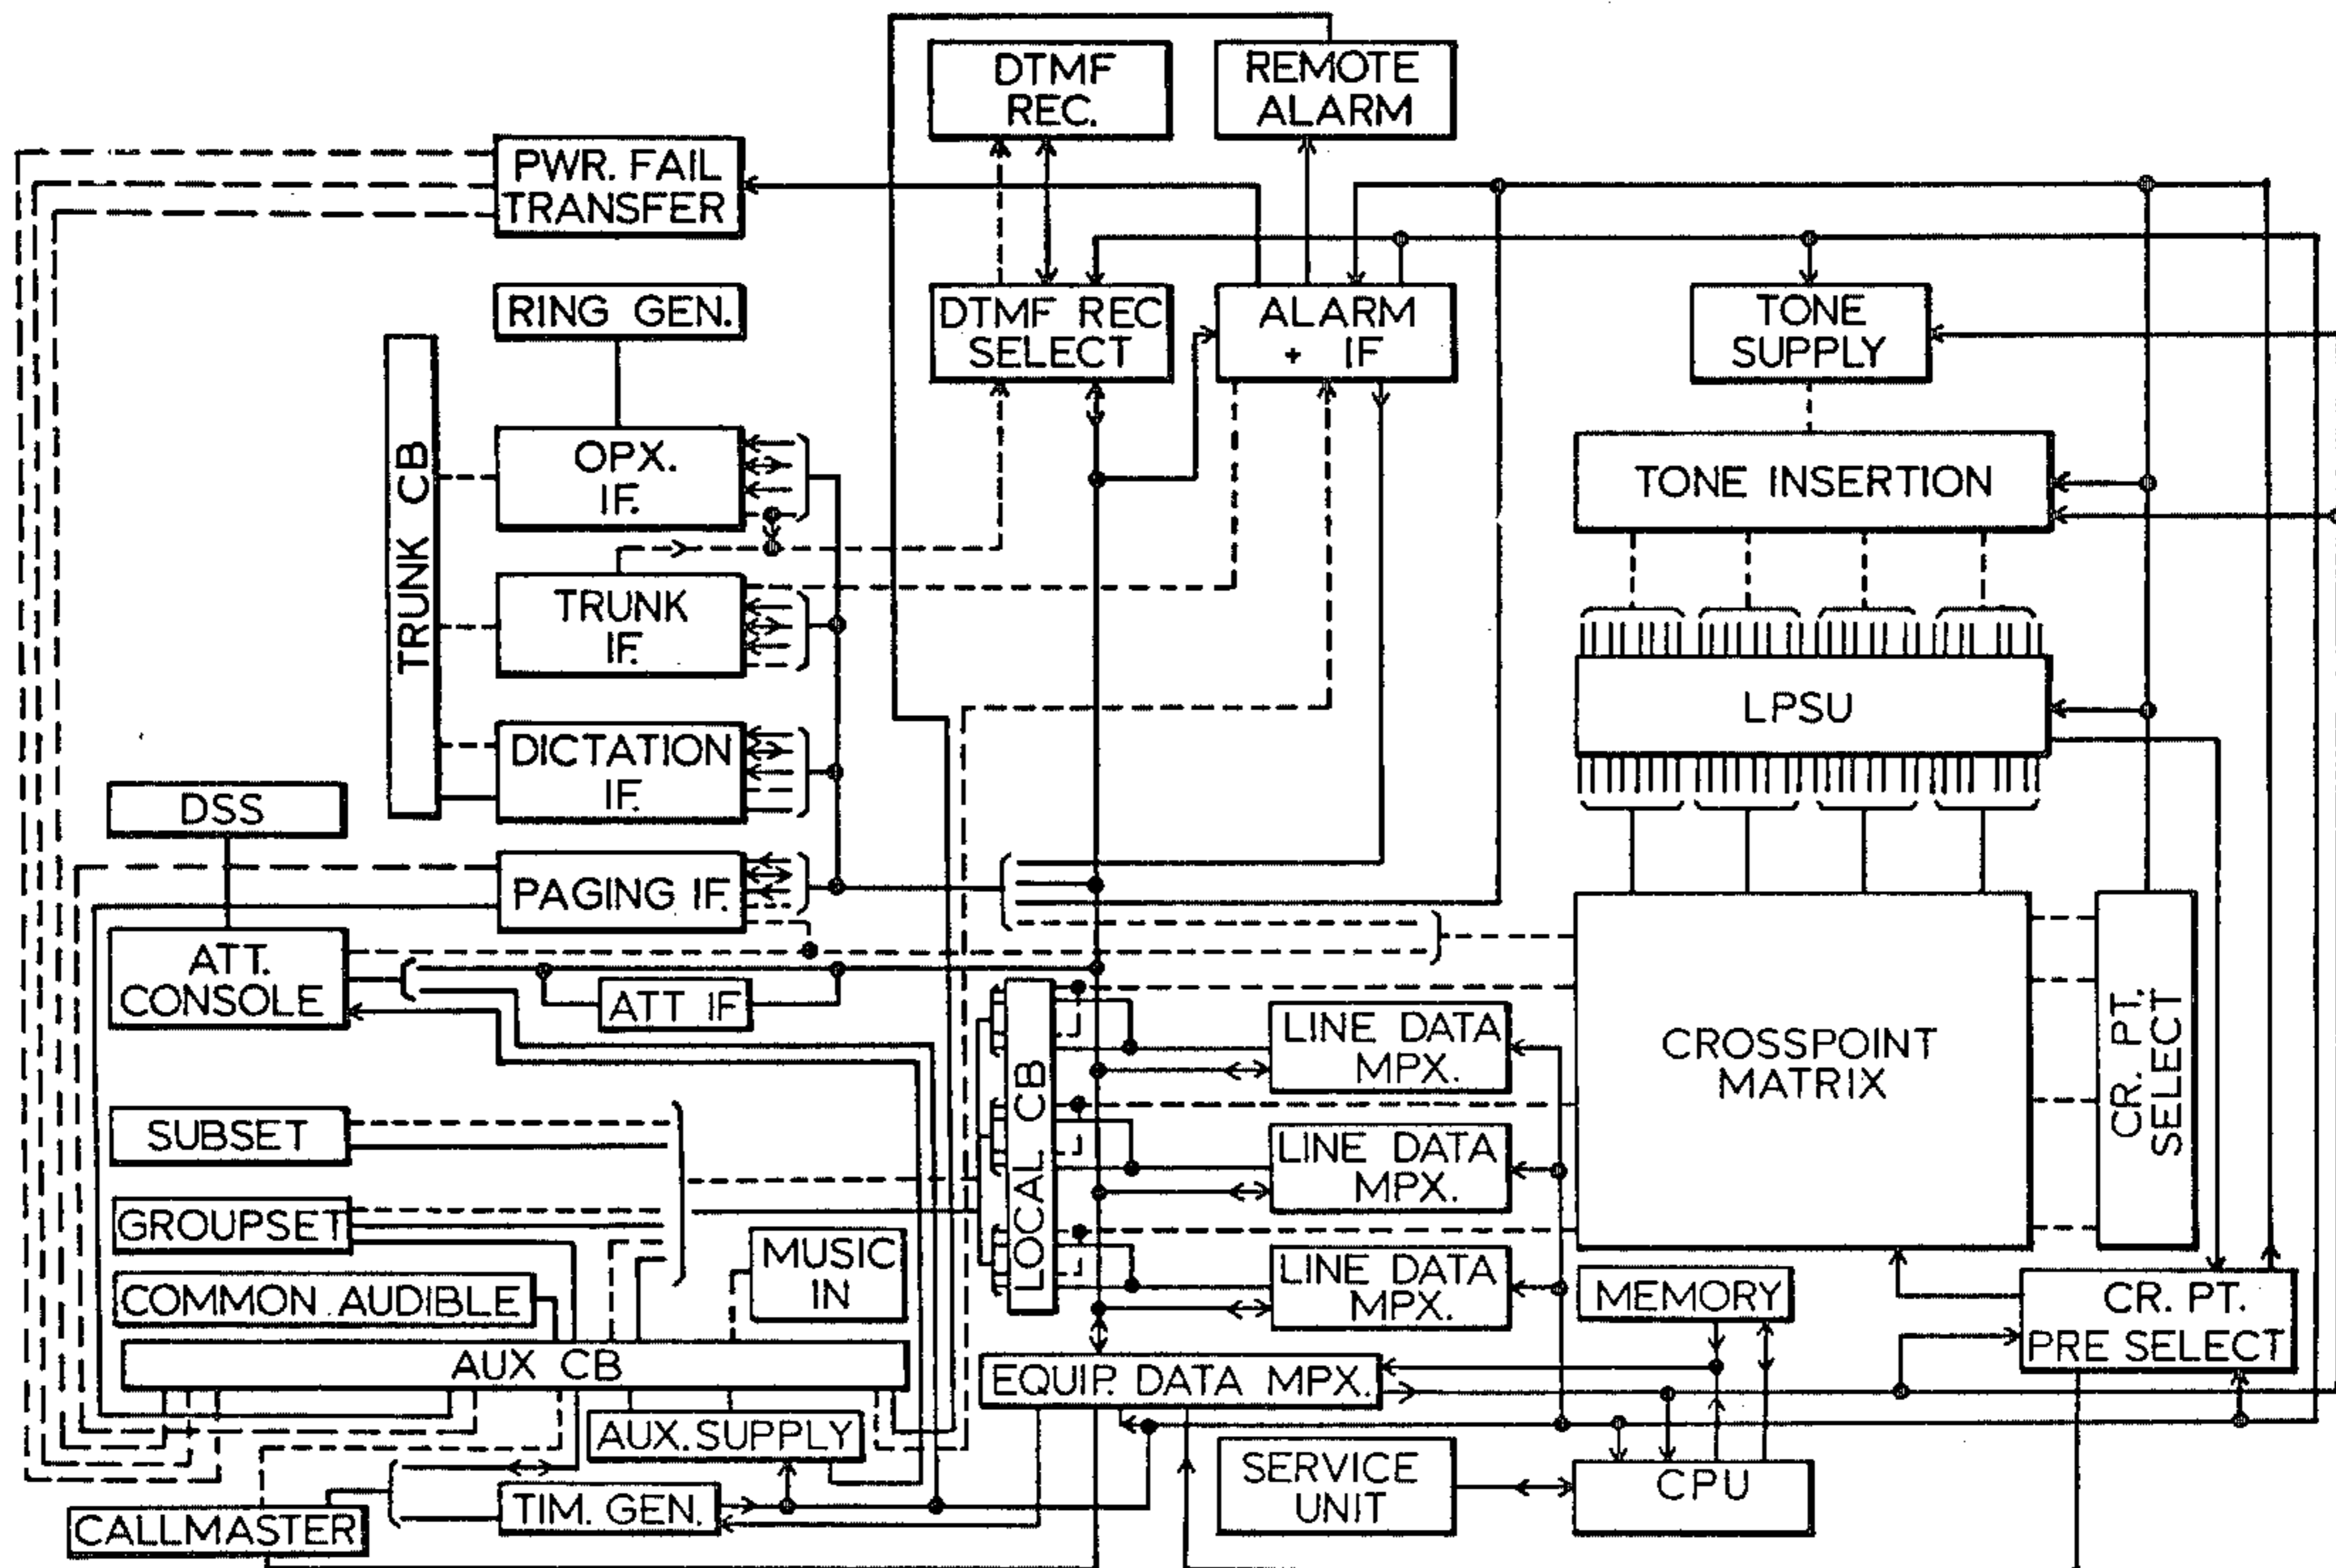 DTMF
REC.
REMOTE
ALARM
PWR. FAIL
TRANSFER
RING GEN.
DTMF REC
SELECT
ALARM
+ IF
TONE
SUPPLY
TRUNK CB
OPX.
IF.
TONE INSERTION
TRUNK
IF.
LPSU
DICTATION
IF.
DSS
PAGING IF.
ATT.
CONSOLE
ATT IF
LOCAL CB
LINE DATA
MPX.
CROSSPOINT
MATRIX
CR. PT.
SELECT
SUBSET
LINE DATA
MPX.
GROUPSET
MUSIC
IN
LINE DATA
MPX.
COMMON AUDIBLE
MEMORY
CR. PT.
PRE SELECT
AUX CB
EQUIP. DATA MPX.
AUX. SUPPLY
SERVICE
UNIT
CPU
TIM. GEN.
CALLMASTER